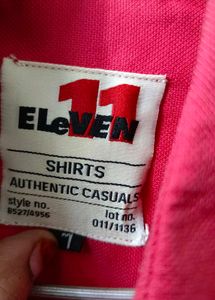 11
ELeVEN
SHIRTS
AUTHENTIC CASUALS
style no. lot no.
8527/4956 011/1136